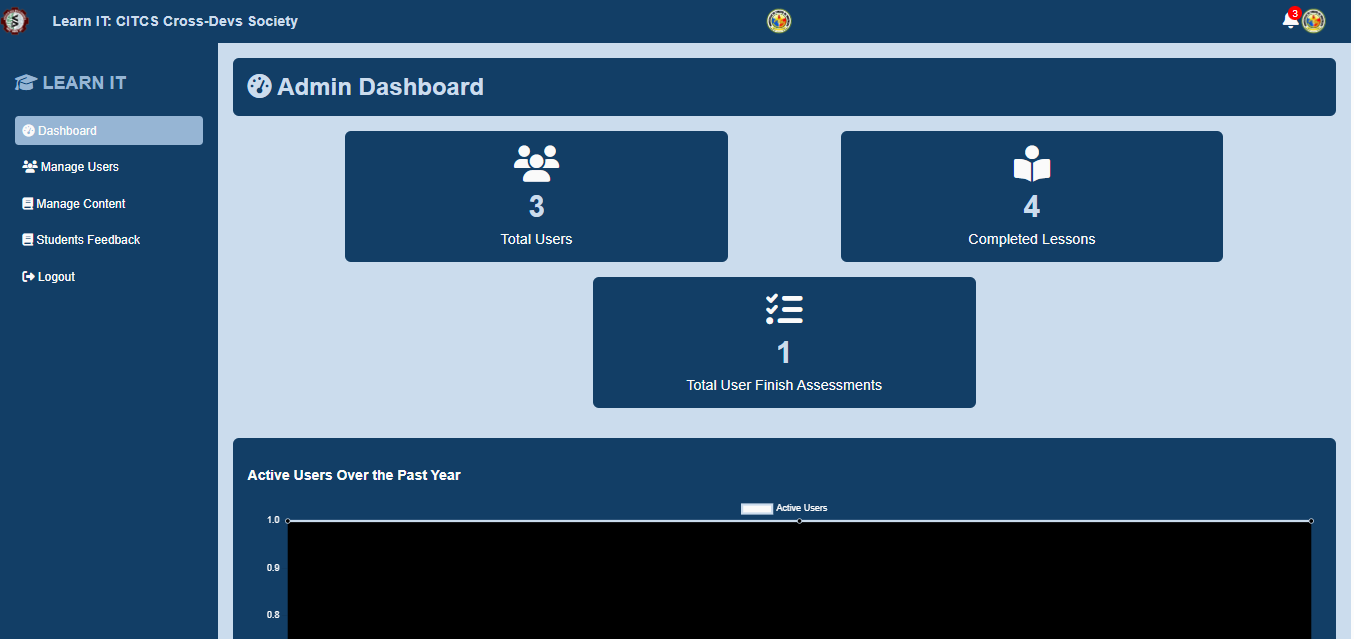 Learn IT: CITCS Cross-Devs Society
3
LEARN IT
Dashboard
Manage Users
Manage Content
Students Feedback
Logout
Admin Dashboard
3
Total Users
4
Completed Lessons
1
Total User Finish Assessments
Active Users Over the Past Year
Active Users
1.0
0.9
0.8